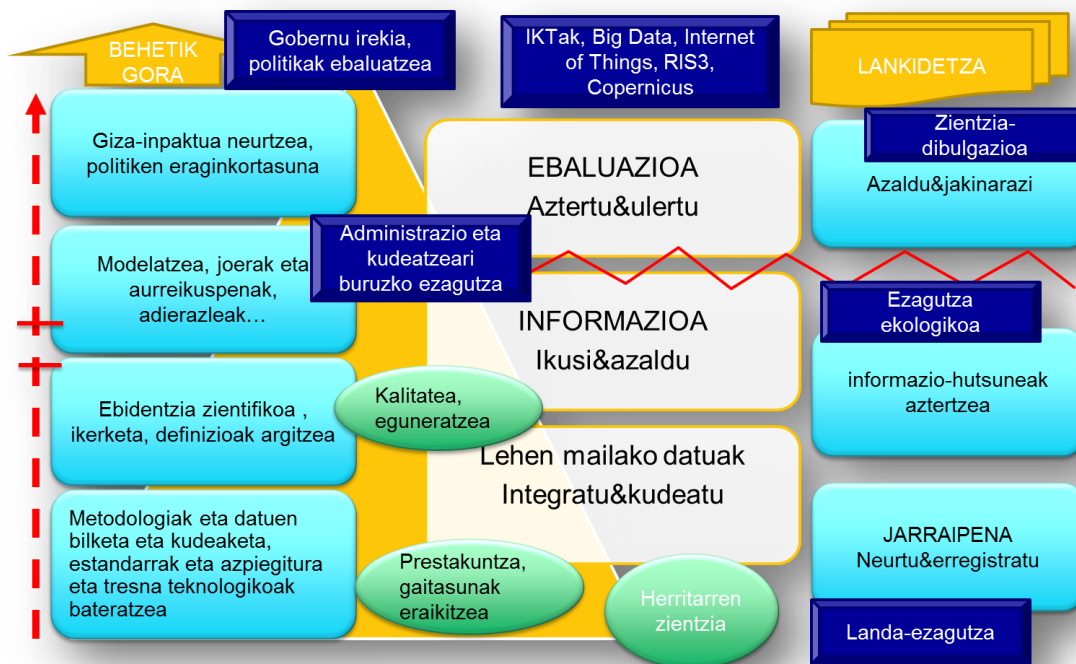 BEHETIK
GORA
Gobernu irekia,
politikak ebaluatzea
IKTak, Big Data, Internet
of Things, RIS3,
Copernicus
LANKIDETZA
Giza-inpaktua neurtzea,
politiken eraginkortasuna
EBALUAZIOA
Aztertu&ulertu
Zientzia-
dibulgazioa
Azaldu&jakinarazi
Modelatzea, joerak eta
aurreikuspenak,
adierazleak…
Administrazio eta
kudeatzeari
buruzko ezagutza
INFORMAZIOA
Ikusi&azaldu
Ezagutza
ekologikoa
informazio-hutsuneak
aztertzea
Ebidentzia zientifikoa ,
ikerketa, definizioak argitzea
Kalitatea,
eguneratzea
Lehen mailako datuak
Integratu&kudeatu
Metodologiak eta datuen
bilketa eta kudeaketa,
estandarrak eta azpiegitura
eta tresna teknologikoak
bateratzea
Prestakuntza,
gaitasunak
eraikitzea
Herritarren
zientzia
JARRAIPENA
Neurtu&erregistratu
Landa-ezagutza